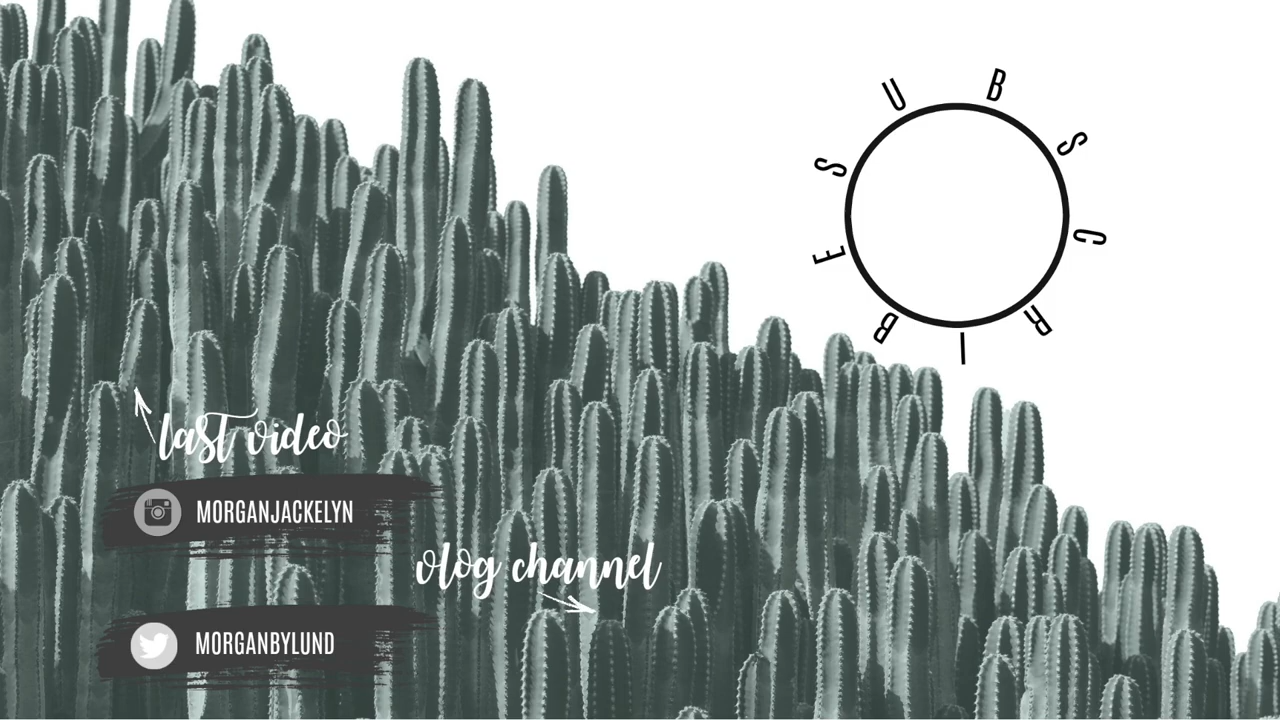 SUBSCRIBE
last video
MORGANJACKELYN
vlog channel
MORGANBYLUND